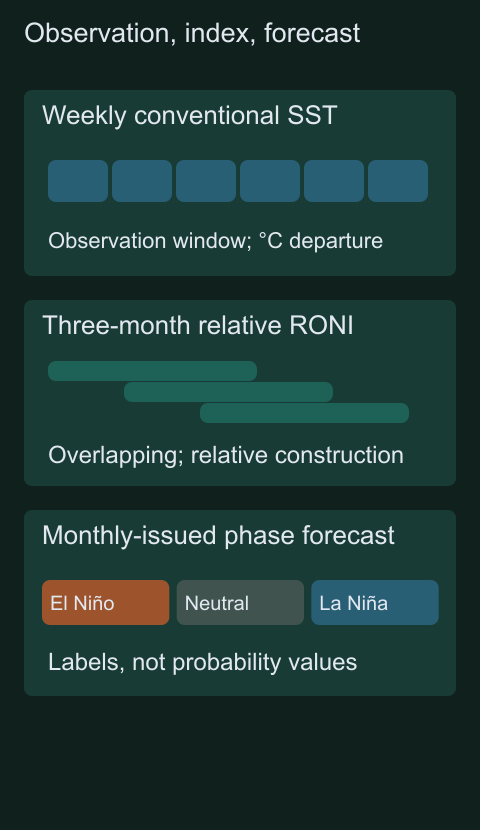 Observation, index, forecast
Weekly conventional SST
Observation window; °C departure
Three-month relative RONI
Overlapping; relative construction
Monthly-issued phase forecast
El Niño
Neutral
La Niña
Labels, not probability values